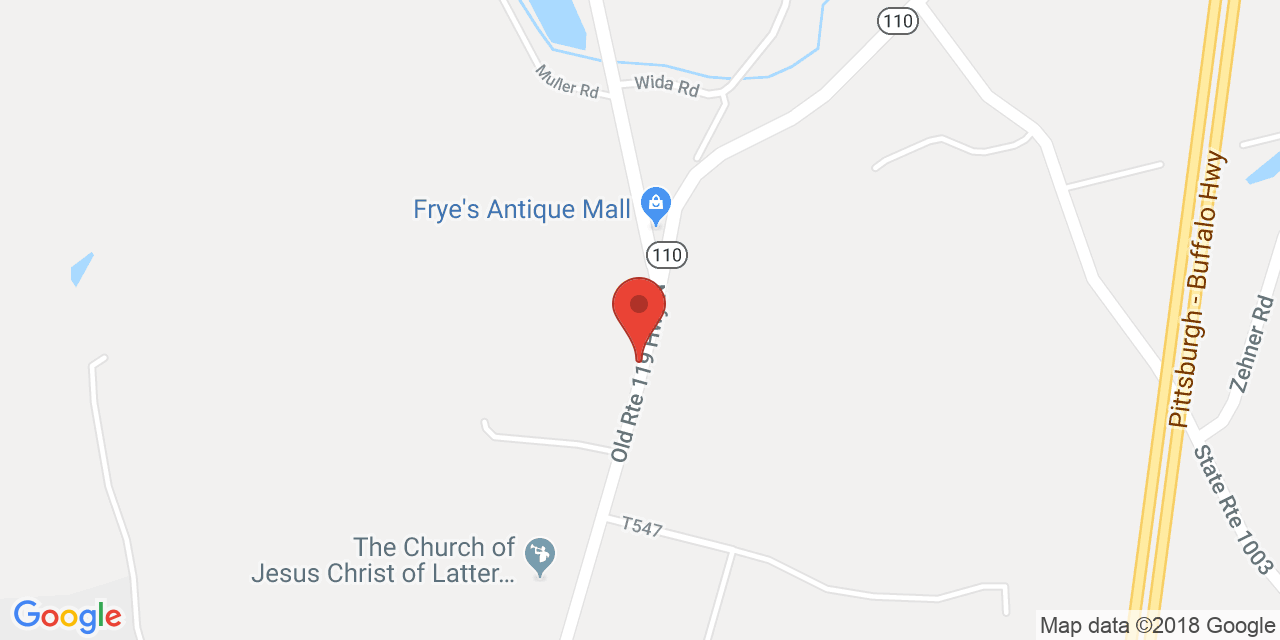 110
Muller Rd
Wida Rd
Frye's Antique Mall
110
Pittsburgh - Buffalo Hwy
Old Rte 119 Hwy
Zehner Rd
State Rte 1003
T547
The Church of
Jesus Christ of Latter...
Google
Map data ©2018 Google